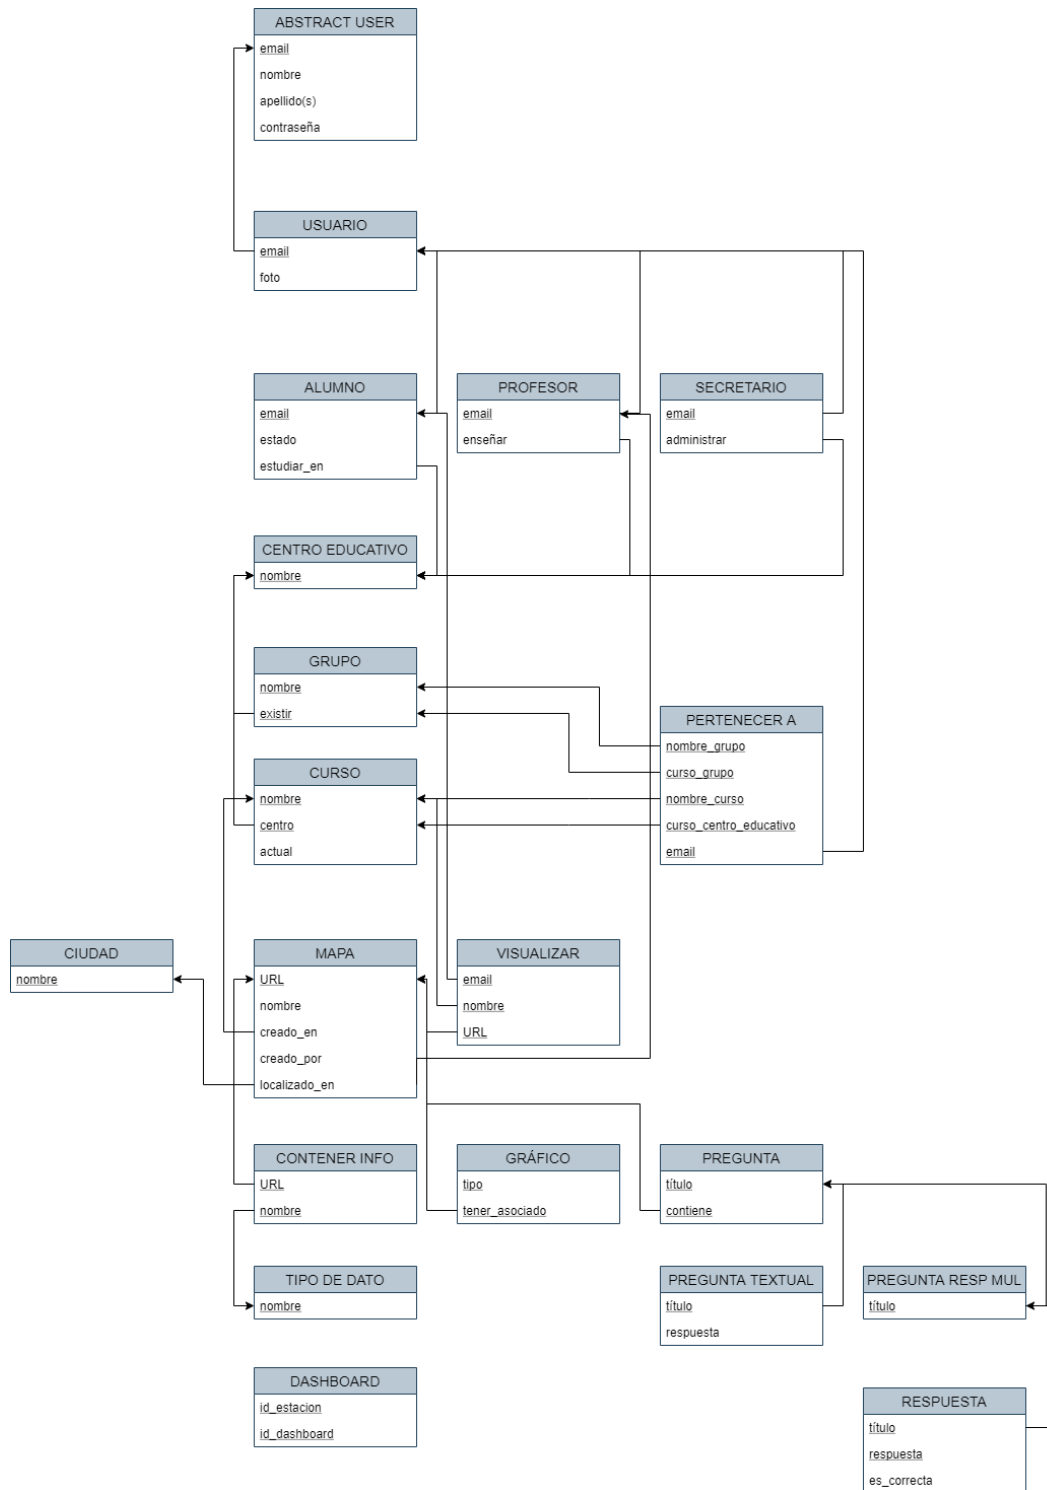 ABSTRACT USER
email
nombre
apellido(s)
contraseña
USUARIO
email
foto
ALUMNO
email
estado
estudiar_en
PROFESOR
email
enseñar
SECRETARIO
email
administrar
CENTRO EDUCATIVO
nombre
GRUPO
nombre
existir
PERTENECER A
nombre_grupo
curso_grupo
nombre_curso
curso_centro_educativo
email
CURSO
nombre
centro
actual
CIUDAD
nombre
MAPA
URL
nombre
creado_en
creado_por
localizado_en
VISUALIZAR
email
nombre
URL
CONTENER INFO
URL
nombre
GRÁFICO
tipo
tener_asociado
PREGUNTA
título
contiene
TIPO DE DATO
nombre
PREGUNTA TEXTUAL
título
respuesta
PREGUNTA RESP MUL
título
DASHBOARD
id_estacion
id_dashboard
RESPUESTA
título
respuesta
es_correcta